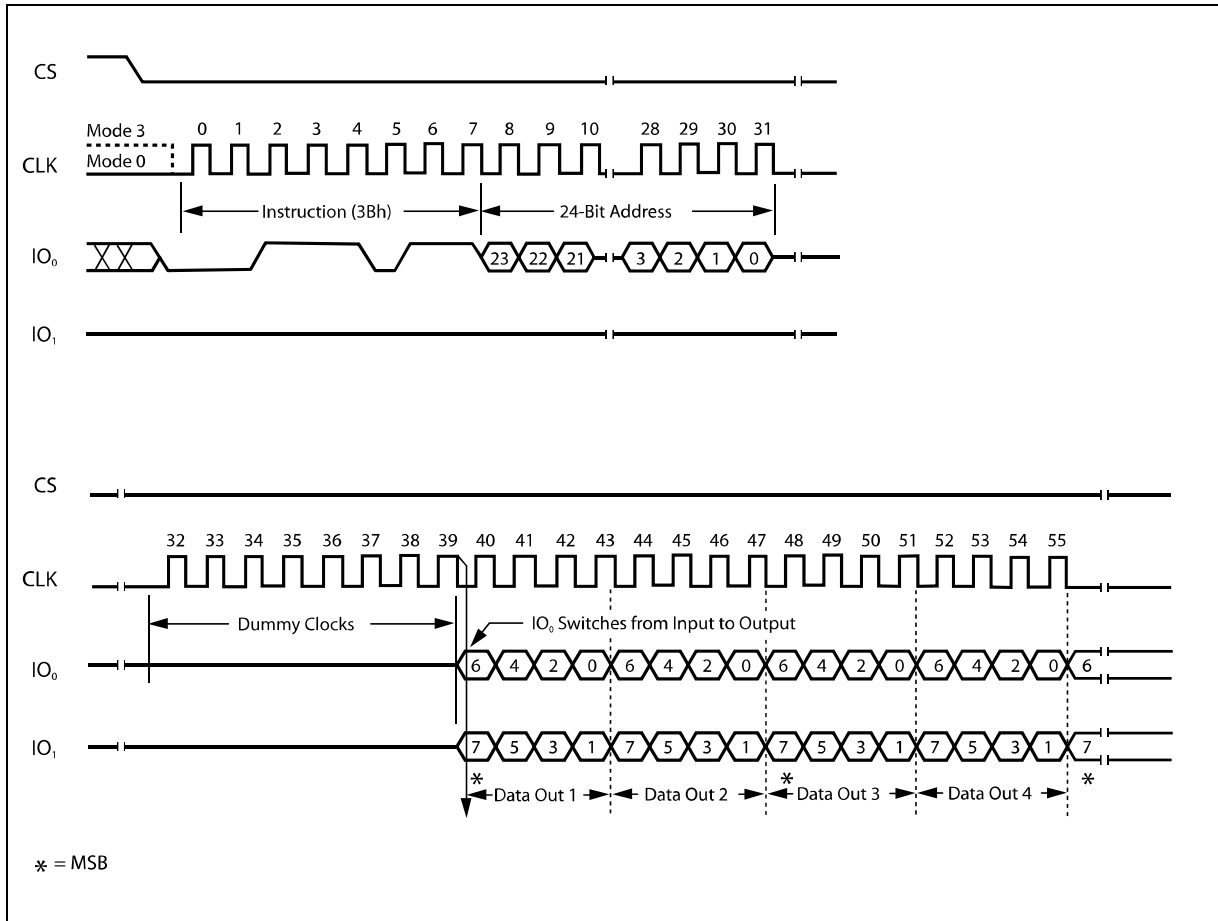 CS
Mode 3
0 1 2 3 4 5 6 7 8 9 10 28 29 30 31
Mode 0
CLK
Instruction (3Bh) 24-Bit Address
IO₀ 23 22 21 3 2 1 0
IO₁
CS
32 33 34 35 36 37 38 39 40 41 42 43 44 45 46 47 48 49 50 51 52 53 54 55
CLK
Dummy Clocks IO₀ Switches from Input to Output
IO₀ 6 4 2 0 6 4 2 0 6 4 2 0 6 4 2 0 6
IO₁ 7 5 3 1 7 5 3 1 7 5 3 1 7 5 3 1 7
* * *
Data Out 1 Data Out 2 Data Out 3 Data Out 4
* = MSB